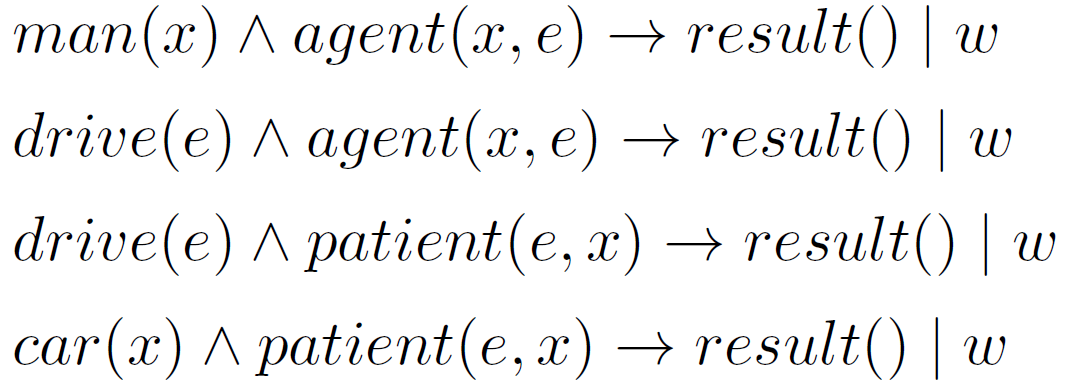 man(x) ∧ agent(x, e) → result() | w
drive(e) ∧ agent(x, e) → result() | w
drive(e) ∧ patient(e, x) → result() | w
car(x) ∧ patient(e, x) → result() | w